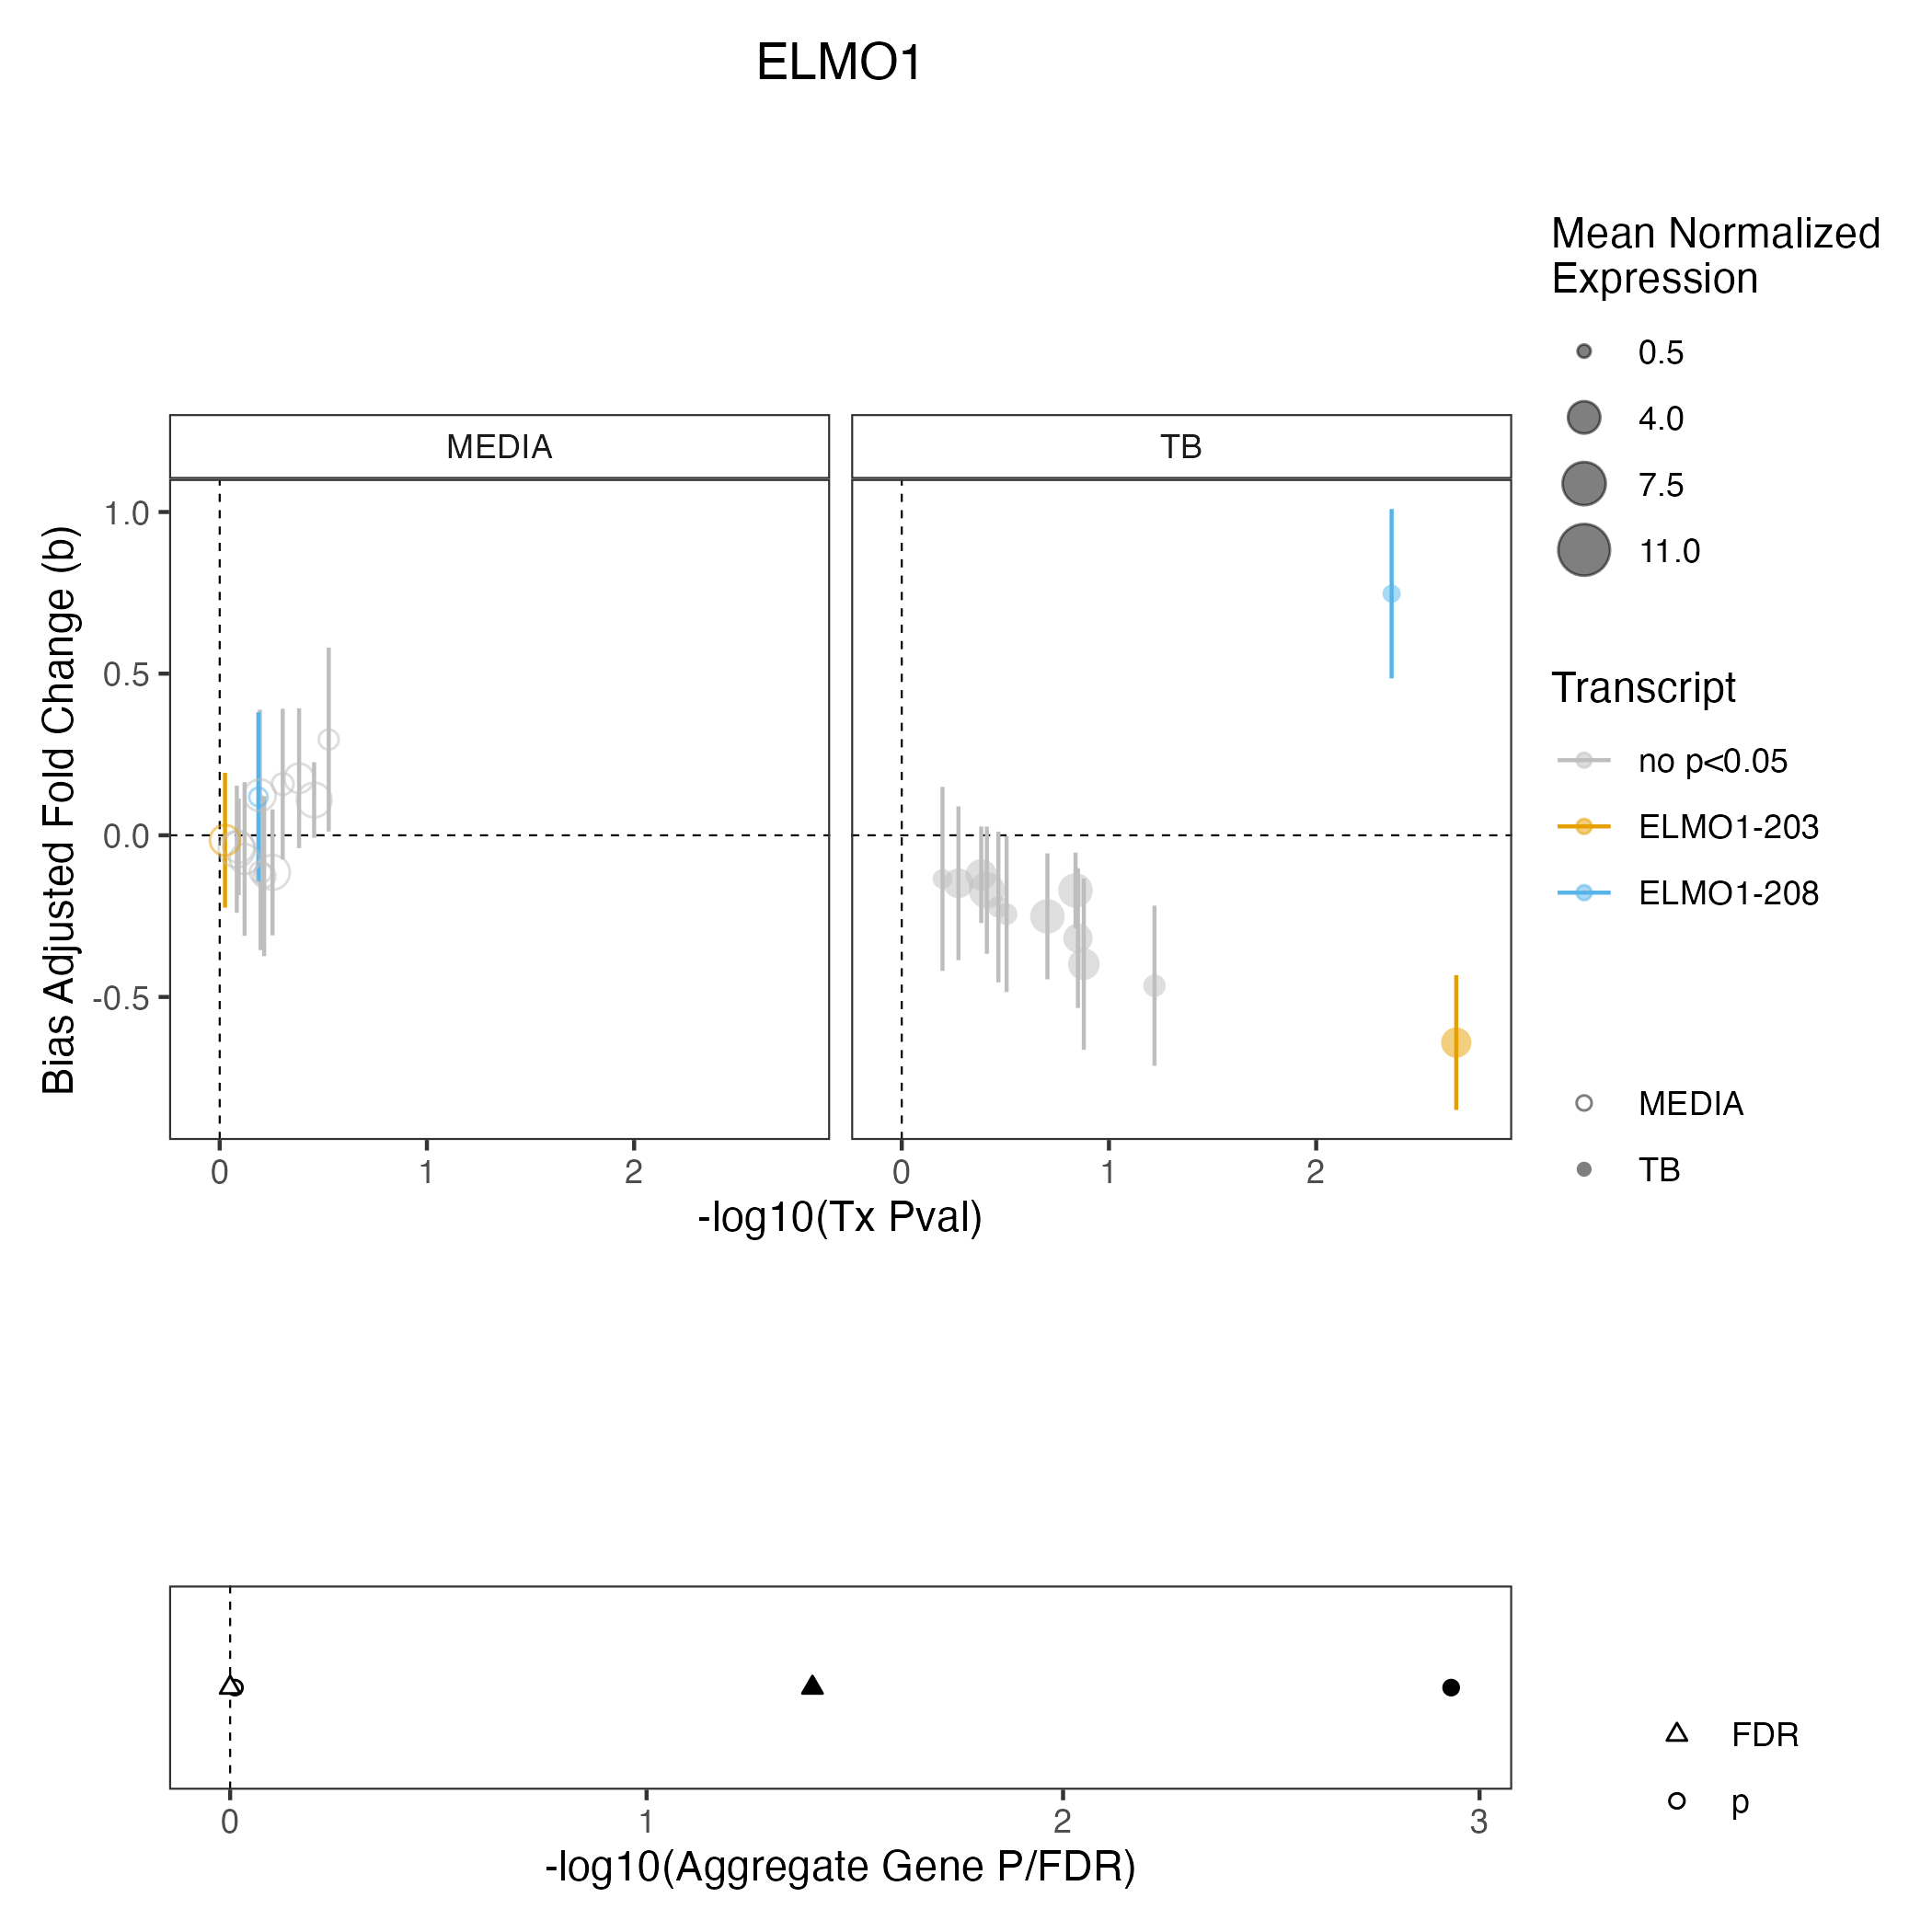 ELMO1
Mean Normalized
Expression
0.5
4.0
7.5
11.0
MEDIA
TB
Bias Adjusted Fold Change (b)
1.0
0.5
0.0
-0.5
0
1
2
0
1
2
-log10(Tx Pval)
Transcript
no p<0.05
ELMO1-203
ELMO1-208
MEDIA
TB
0
1
2
3
-log10(Aggregate Gene P/FDR)
FDR
p